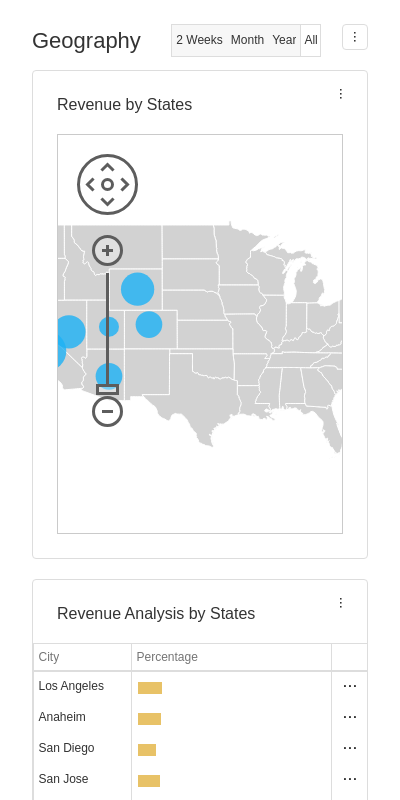 Geography
2 Weeks Month Year All
Revenue by States
Revenue Analysis by States
City Percentage
Los Angeles
Anaheim
San Diego
San Jose